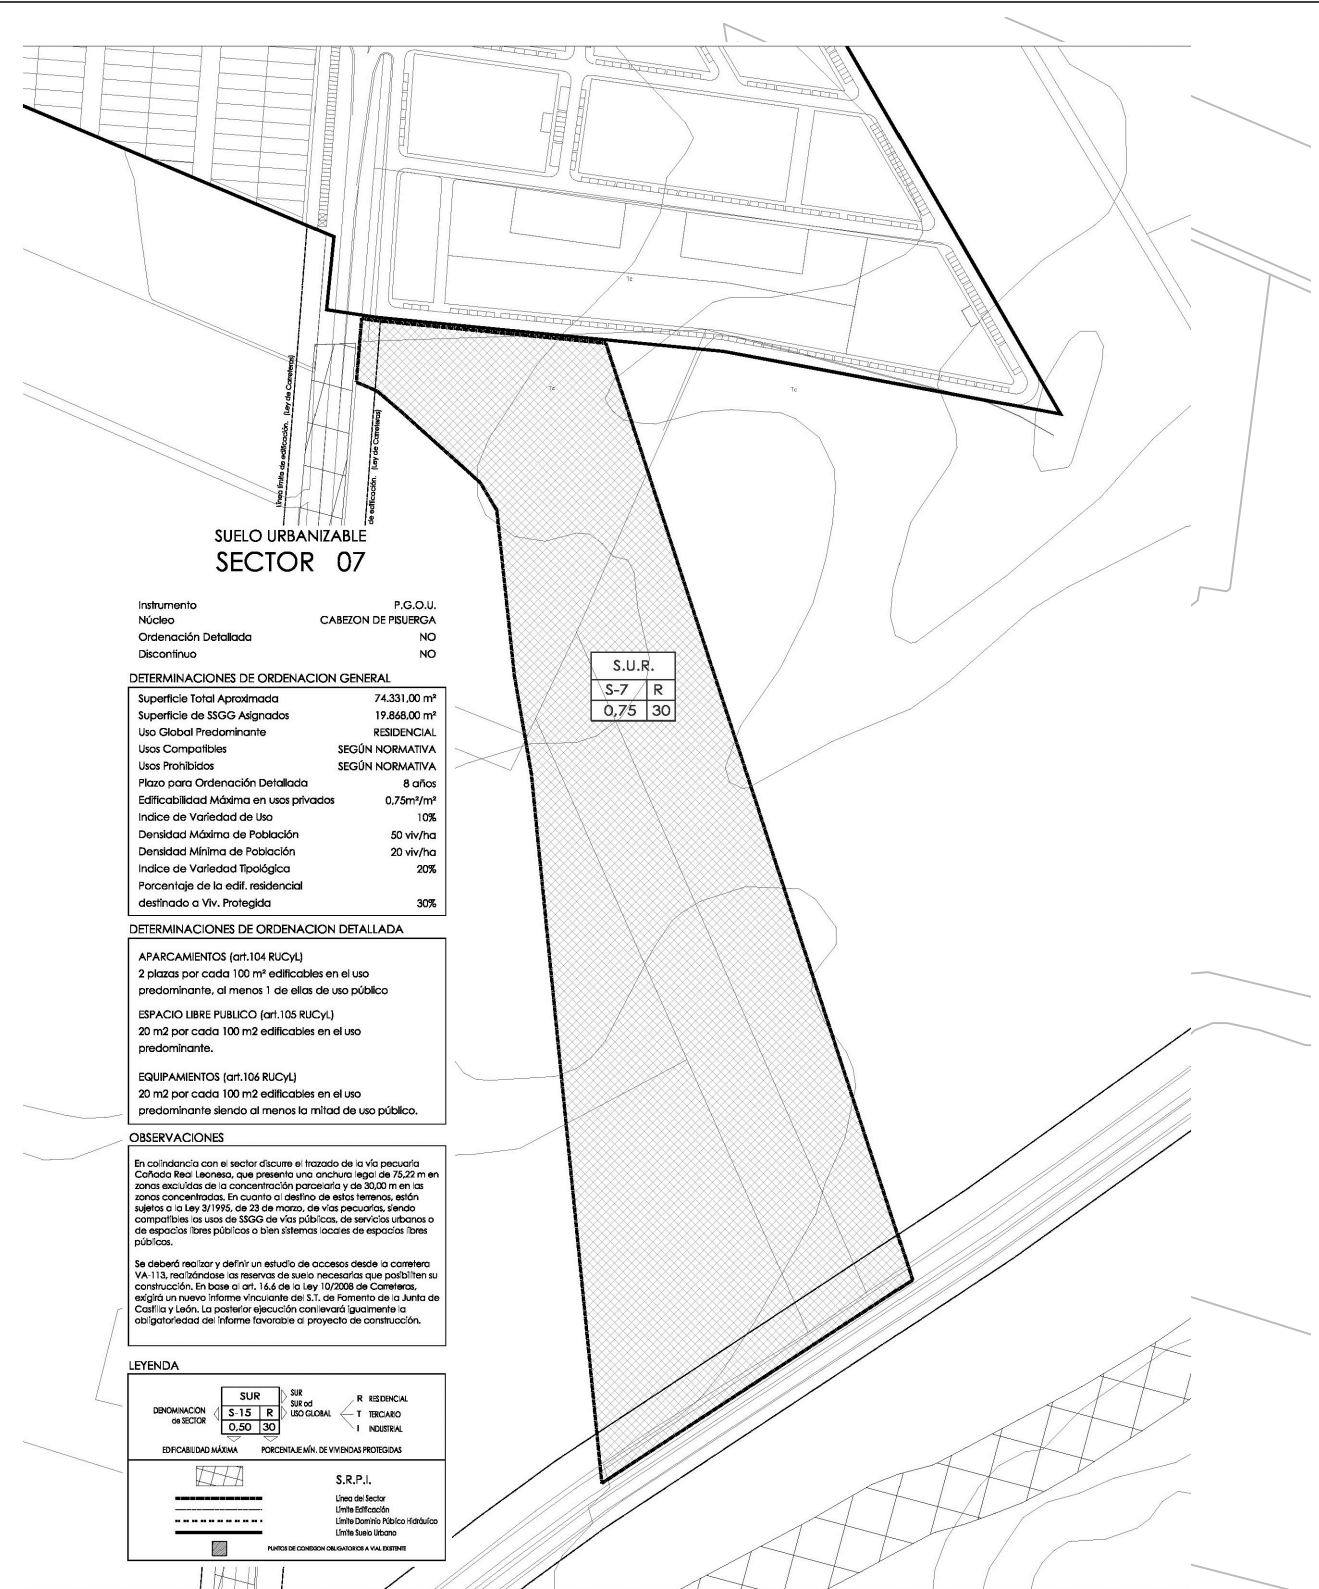 Línea límite de edificación. (Ley de Carreteras)
de edificación. (Ley de Carreteras)
Tc
Tc
Tc
SUELO URBANIZABLE
SECTOR 07
Instrumento P.G.O.U.
Núcleo CABEZON DE PISUERGA
Ordenación Detallada NO
Discontinuo NO
DETERMINACIONES DE ORDENACION GENERAL
Superficie Total Aproximada 74.331,00 m²
Superficie de SSGG Asignados 19.868,00 m²
Uso Global Predominante RESIDENCIAL
Usos Compatibles SEGÚN NORMATIVA
Usos Prohibidos SEGÚN NORMATIVA
Plazo para Ordenación Detallada 8 años
Edificabilidad Máxima en usos privados 0,75m²/m²
Indice de Variedad de Uso 10%
Densidad Máxima de Población 50 viv/ha
Densidad Mínima de Población 20 viv/ha
Indice de Variedad Tipológica 20%
Porcentaje de la edif. residencial
destinado a Viv. Protegida 30%
S.U.R.
S-7 R
0,75 30
DETERMINACIONES DE ORDENACION DETALLADA
APARCAMIENTOS (art.104 RUCyL)
2 plazas por cada 100 m² edificables en el uso
predominante, al menos 1 de ellas de uso público
ESPACIO LIBRE PUBLICO (art.105 RUCyL)
20 m2 por cada 100 m2 edificables en el uso
predominante.
EQUIPAMIENTOS (art.106 RUCyL)
20 m2 por cada 100 m2 edificables en el uso
predominante siendo al menos la mitad de uso público.
OBSERVACIONES
En colindancia con el sector discurre el trazado de la vía pecuaria
Cañada Real Leonesa, que presenta una anchura legal de 75,22 m en
zonas excluidas de la concentración parcelaria y de 30,00 m en las
zonas concentradas. En cuanto al destino de estos terrenos, están
sujetos a la Ley 3/1995, de 23 de marzo, de vías pecuarias, siendo
compatibles los usos de SSGG de vías públicas, de servicios urbanos o
de espacios libres públicos o bien sistemas locales de espacios libres
públicos.
Se deberá realizar y definir un estudio de accesos desde la carretera
VA-113, realizándose las reservas de suelo necesarias que posibiliten su
construcción. En base al art. 16.6 de la Ley 10/2008 de Carreteras,
exigirá un nuevo informe vinculante del S.T. de Fomento de la Junta de
Castilla y León. La posterior ejecución conllevará igualmente la
obligatoriedad del informe favorable al proyecto de construcción.
LEYENDA
DENOMINACION
de SECTOR
SUR
S-15 R
0,50 30
SUR
SUR od
USO GLOBAL
R RESIDENCIAL
T TERCIARIO
I INDUSTRIAL
EDIFICABILIDAD MÁXIMA PORCENTAJE MÍN. DE VIVIENDAS PROTEGIDAS
S.R.P.I.
Línea del Sector
Límite Edificación
Límite Dominio Púbico Hidráulico
Límite Suelo Urbano
PUNTOS DE CONEXION OBLIGATORIOS A VIAL EXISTENTE